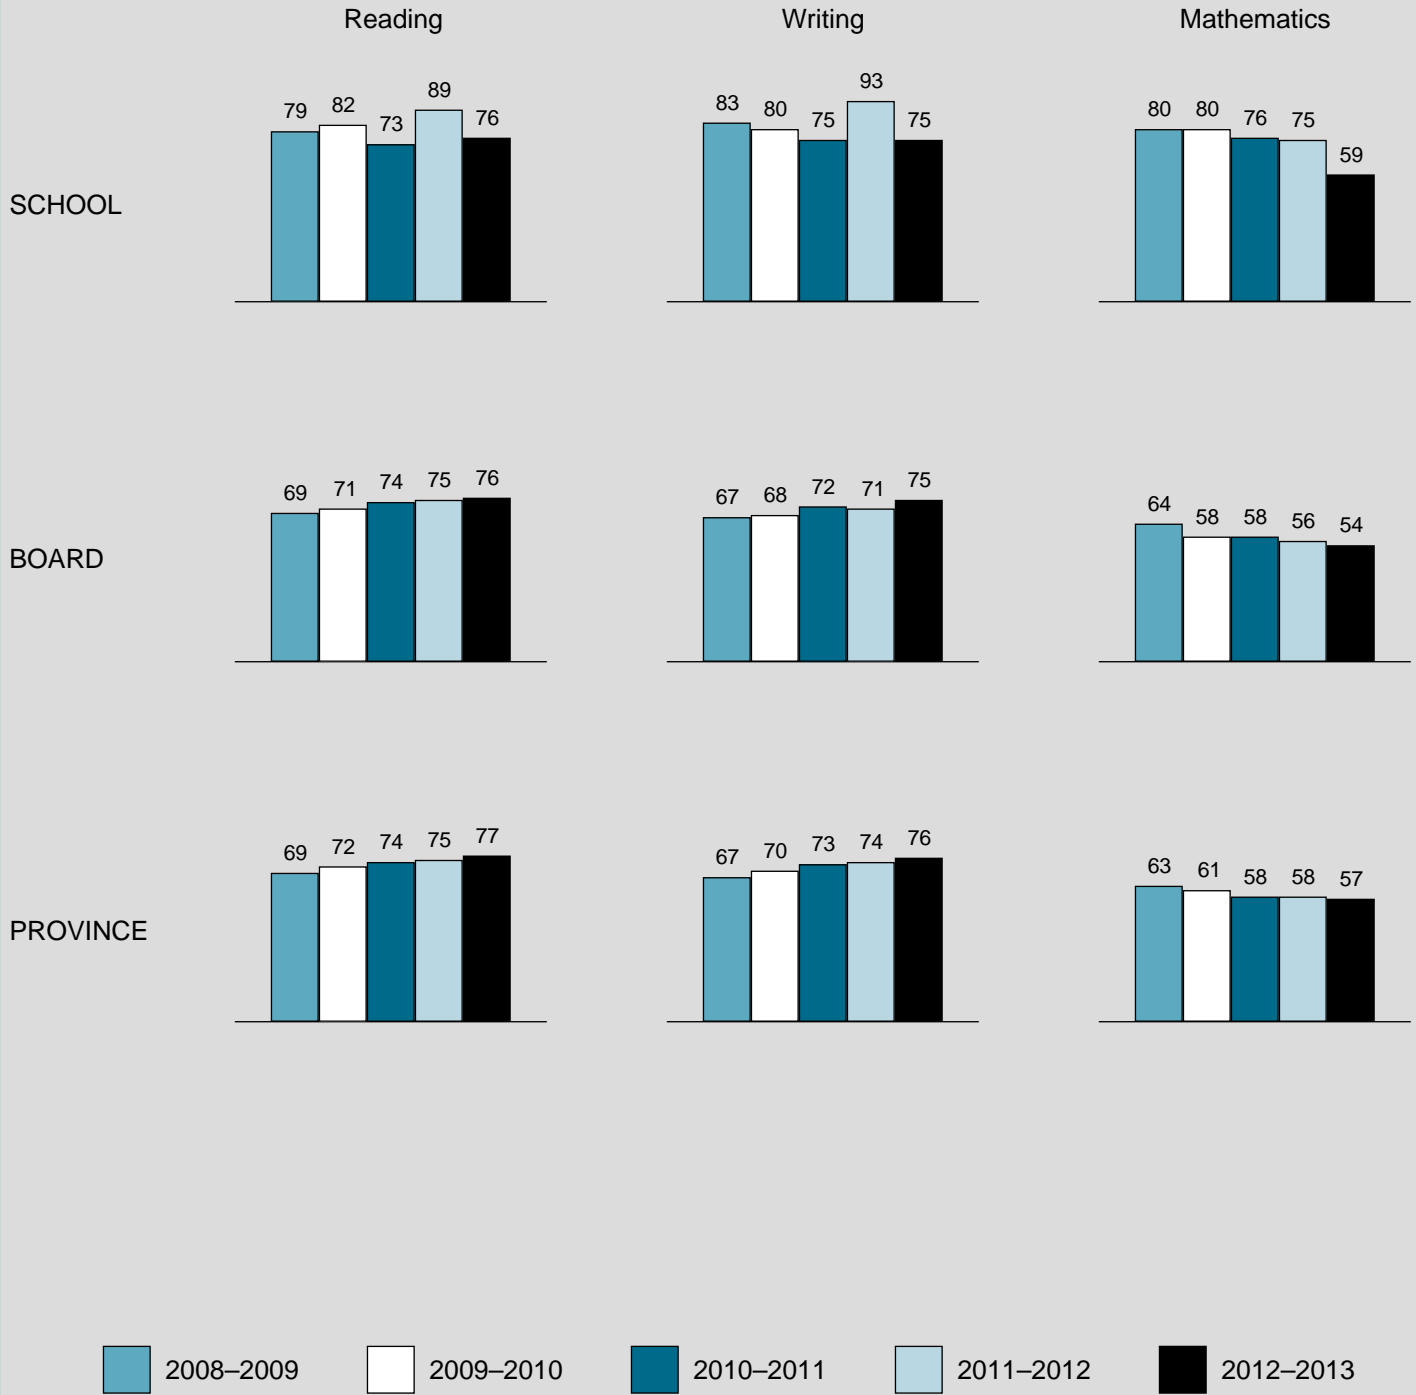 Reading Writing Mathematics
SCHOOL
79 82 73 89 76
83 80 75 93 75
80 80 76 75 59
BOARD
69 71 74 75 76
67 68 72 71 75
64 58 58 56 54
PROVINCE
69 72 74 75 77
67 70 73 74 76
63 61 58 58 57
2008–2009 2009–2010 2010–2011 2011–2012 2012–2013